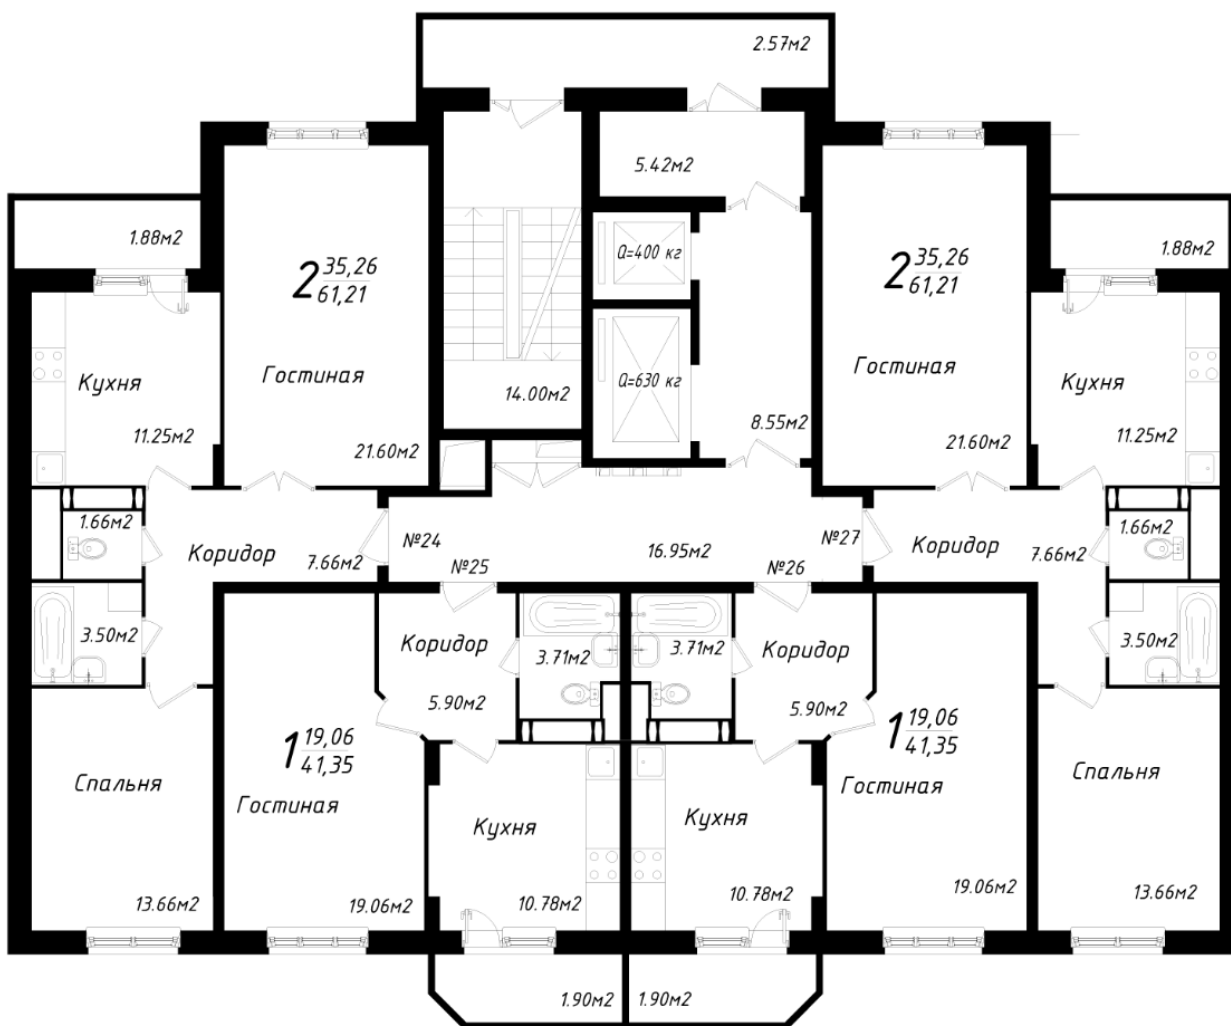 2.57м2
5.42м2
1.88м2
1.88м2
2 35,26
61,21
Q=400 кг
2 35,26
61,21
Гостиная
Q=630 кг
Гостиная
Кухня
Кухня
14.00м2
8.55м2
11.25м2
21.60м2
21.60м2
11.25м2
1.66м2
1.66м2
Коридор
7.66м2
№24
№25
16.95м2
№26
№27
Коридор
7.66м2
3.50м2
Коридор
3.71м2
3.71м2
Коридор
3.50м2
5.90м2
5.90м2
1 19,06
41,35
1 19,06
41,35
Спальня
Гостиная
Гостиная
Спальня
Кухня
Кухня
13.66м2
19.06м2
10.78м2
10.78м2
19.06м2
13.66м2
1.90м2
1.90м2